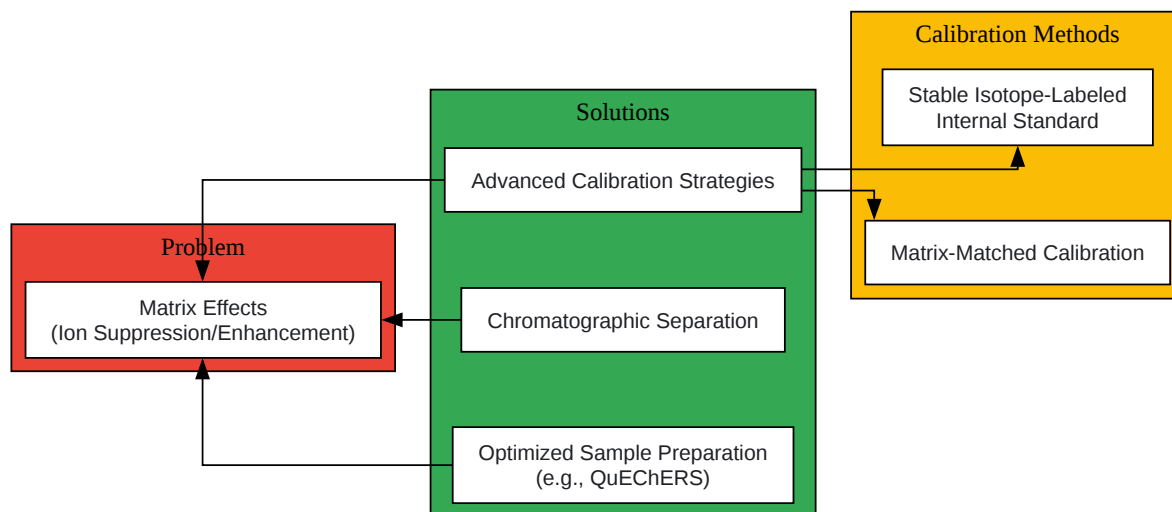 Calibration Methods
Stable Isotope-Labeled
Internal Standard
Matrix-Matched Calibration
Solutions
Advanced Calibration Strategies
Chromatographic Separation
Optimized Sample Preparation
(e.g., QuEChERS)
Problem
Matrix Effects
(Ion Suppression/Enhancement)